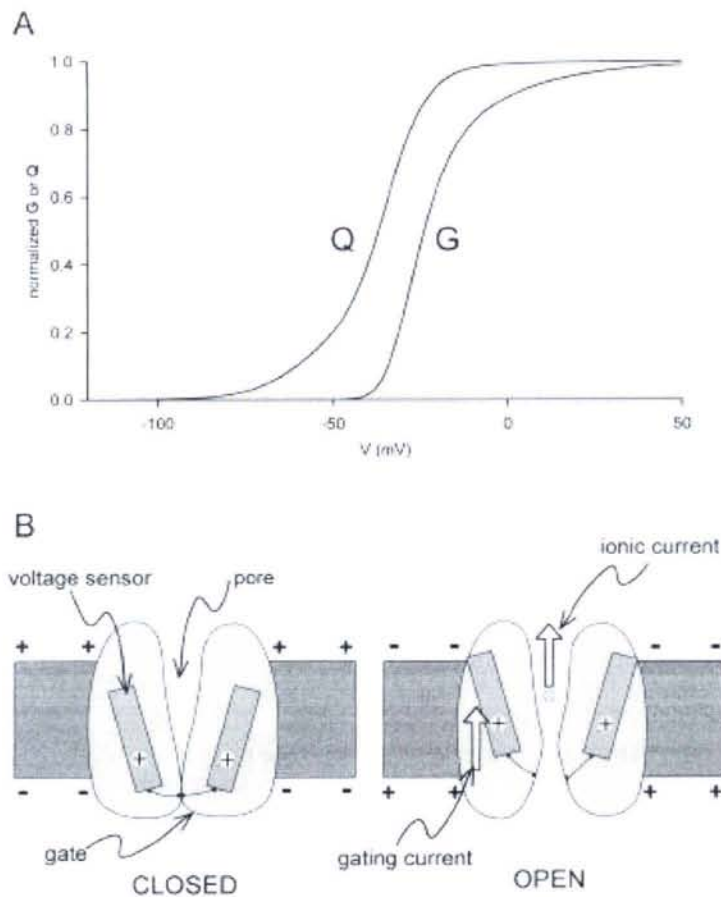 A
1.0
0.8
0.6
0.4
0.2
0.0
normalized G or Q
Q
G
-100
-50
0
50
V (mV)
B
voltage sensor
pore
ionic current
+ + + +
- - - -
+
+
- - - -
+ + + +
+
+
gate
gating current
CLOSED
OPEN